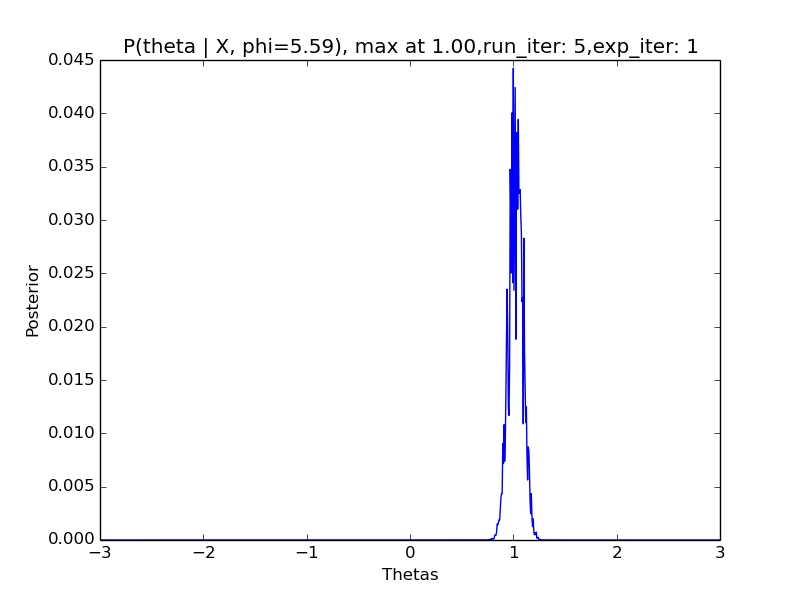 P(theta | X, phi=5.59), max at 1.00,run_iter: 5,exp_iter: 1
0.045
0.040
0.035
0.030
0.025
0.020
0.015
0.010
0.005
0.000
Posterior
−3 −2 −1 0 1 2 3
Thetas